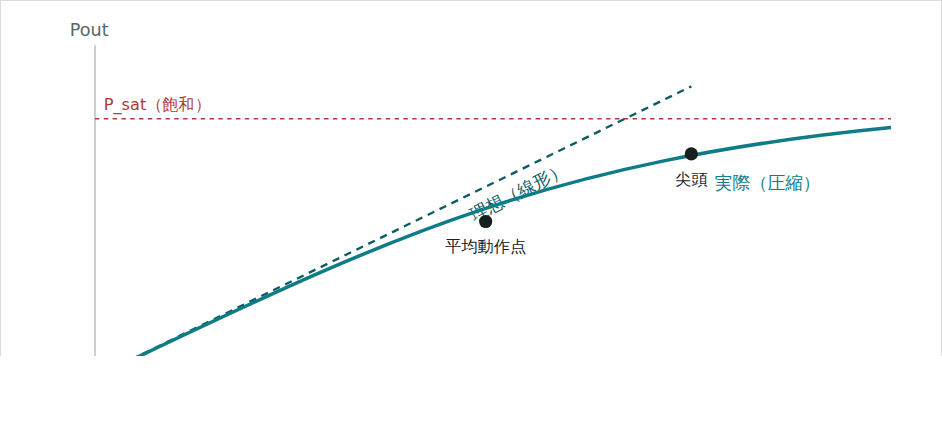 Pout
P_sat（飽和）
理想（線形）
尖頭
実際（圧縮）
平均動作点